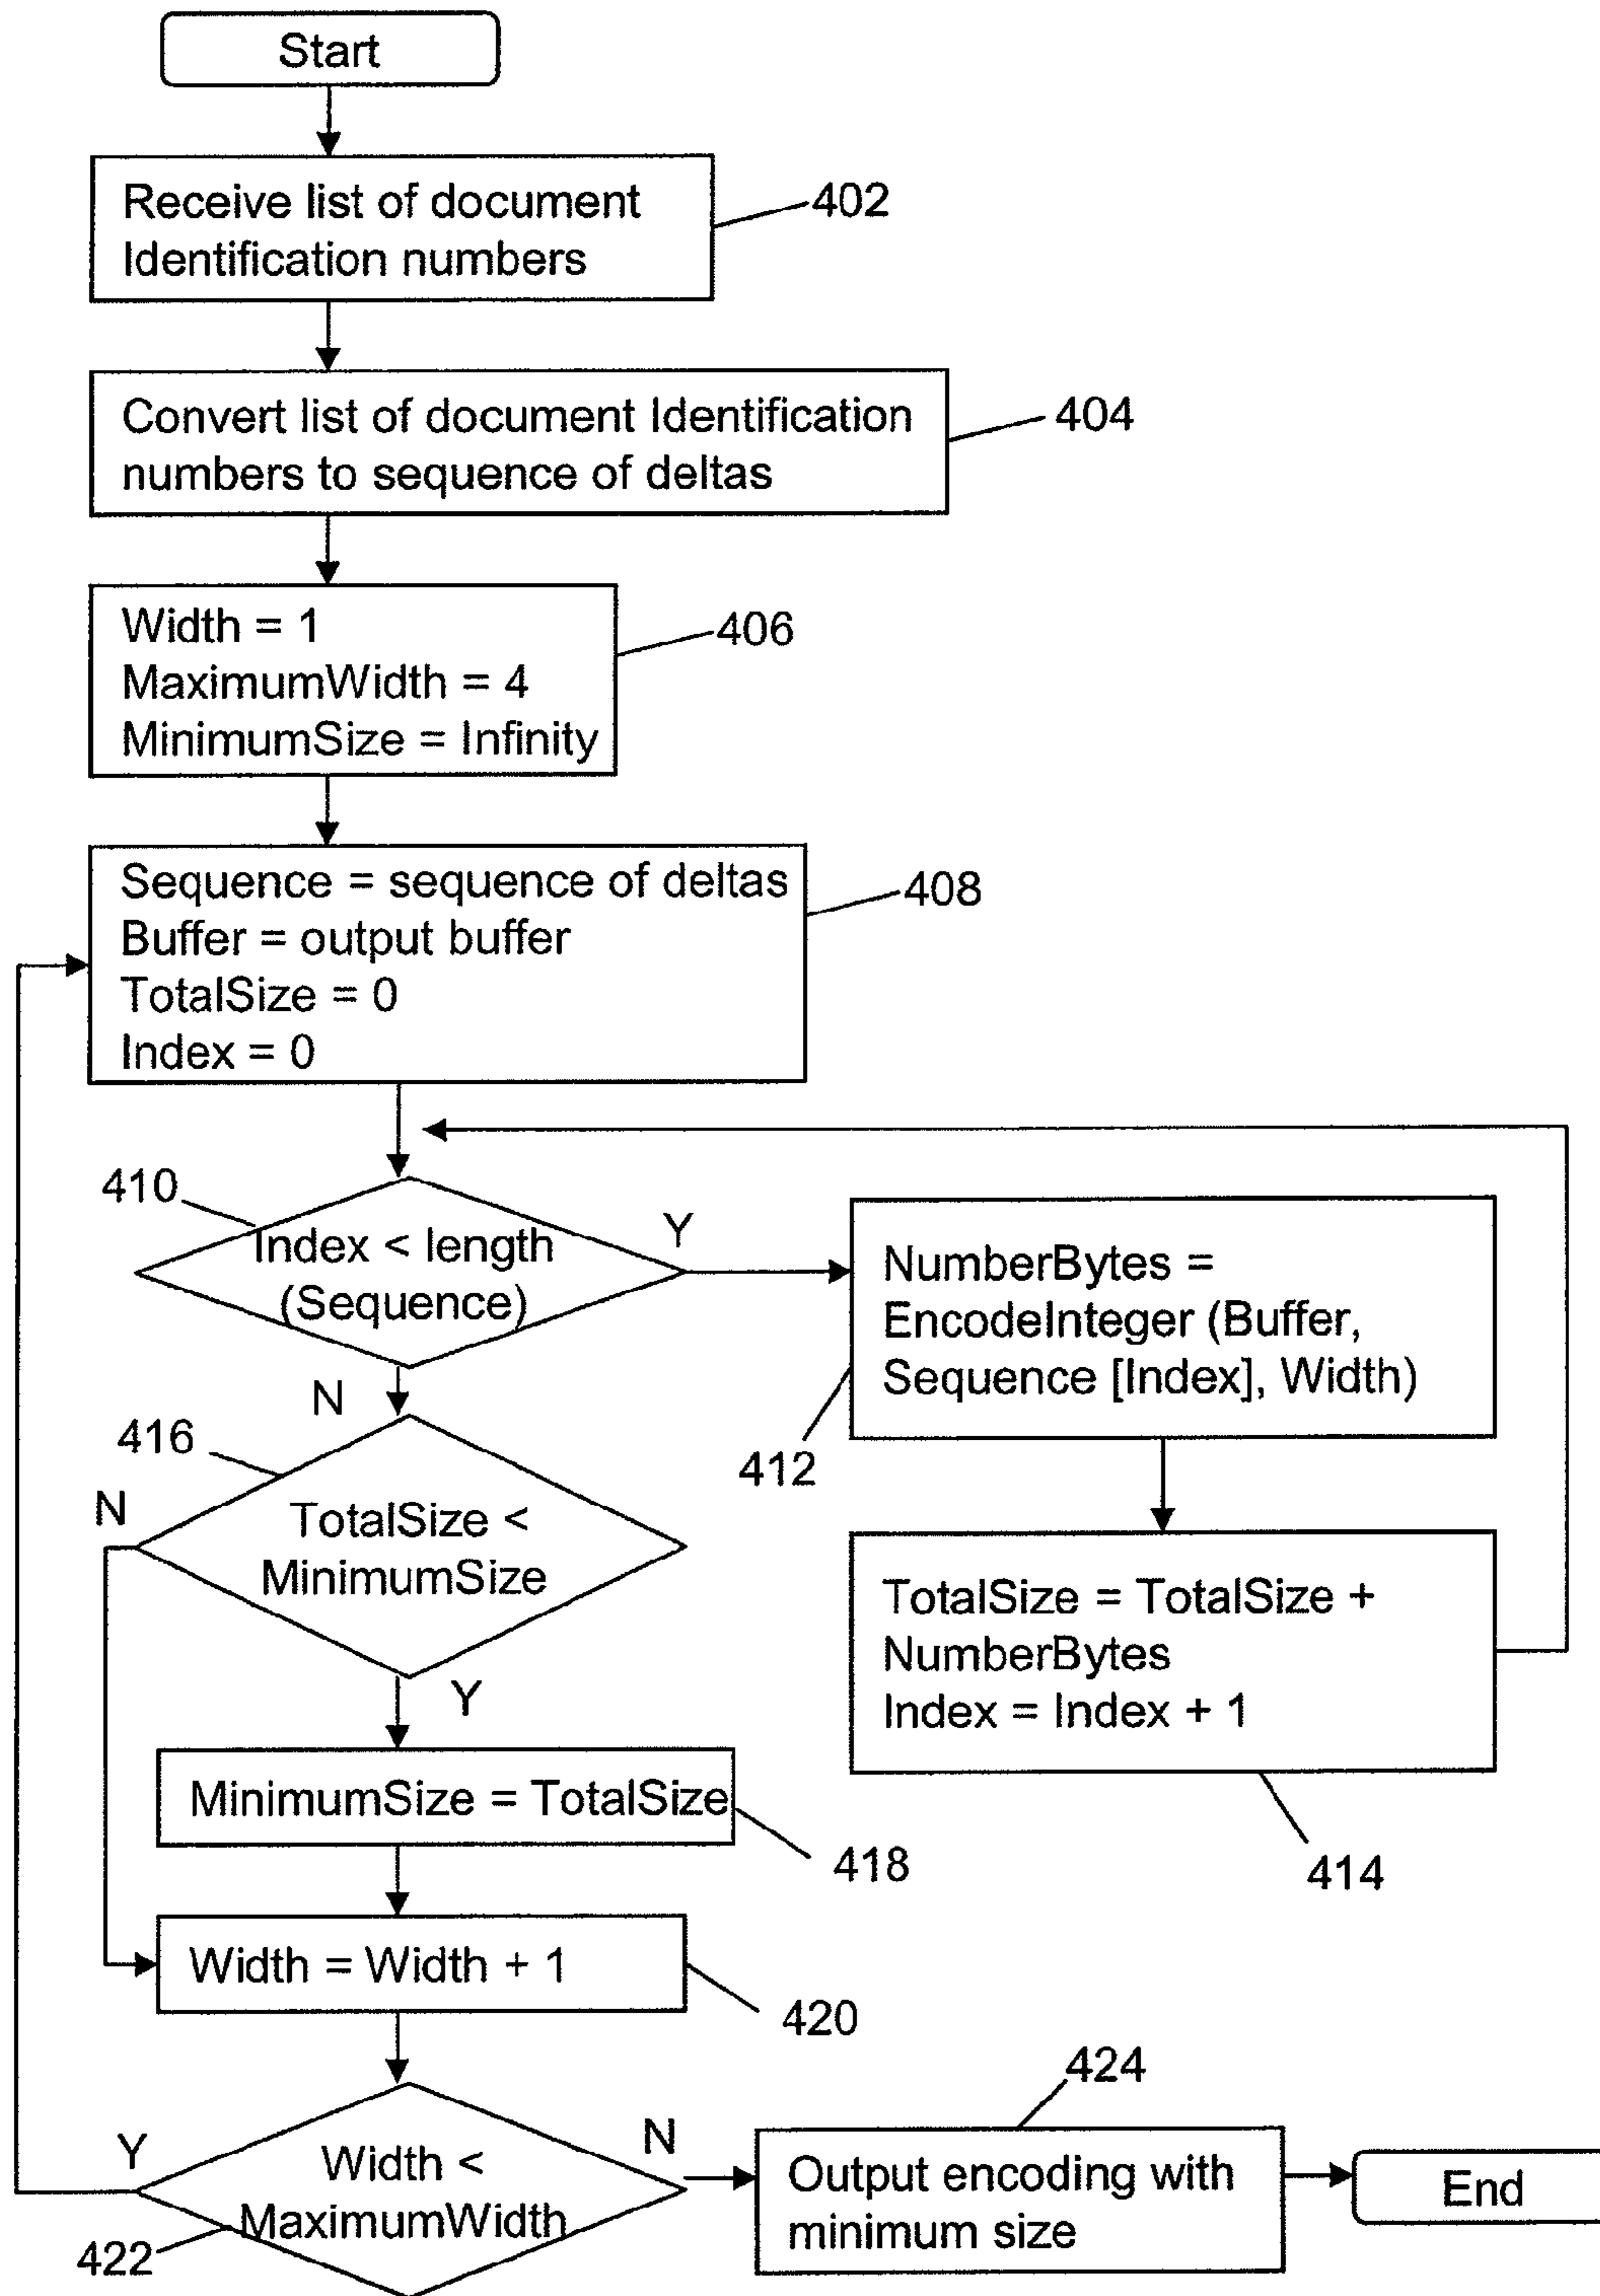 Start
Receive list of document
Identification numbers
402
Convert list of document Identification
numbers to sequence of deltas
404
Width = 1
MaximumWidth = 4
MinimumSize = Infinity
406
Sequence = sequence of deltas
Buffer = output buffer
TotalSize = 0
Index = 0
408
410
Index < length
(Sequence)
Y
N
NumberBytes =
EncodeInteger (Buffer,
Sequence [Index], Width)
412
416
N
TotalSize <
MinimumSize
Y
TotalSize = TotalSize +
NumberBytes
Index = Index + 1
414
MinimumSize = TotalSize
418
Width = Width + 1
420
Y
Width <
MaximumWidth
N
422
424
Output encoding with
minimum size
End